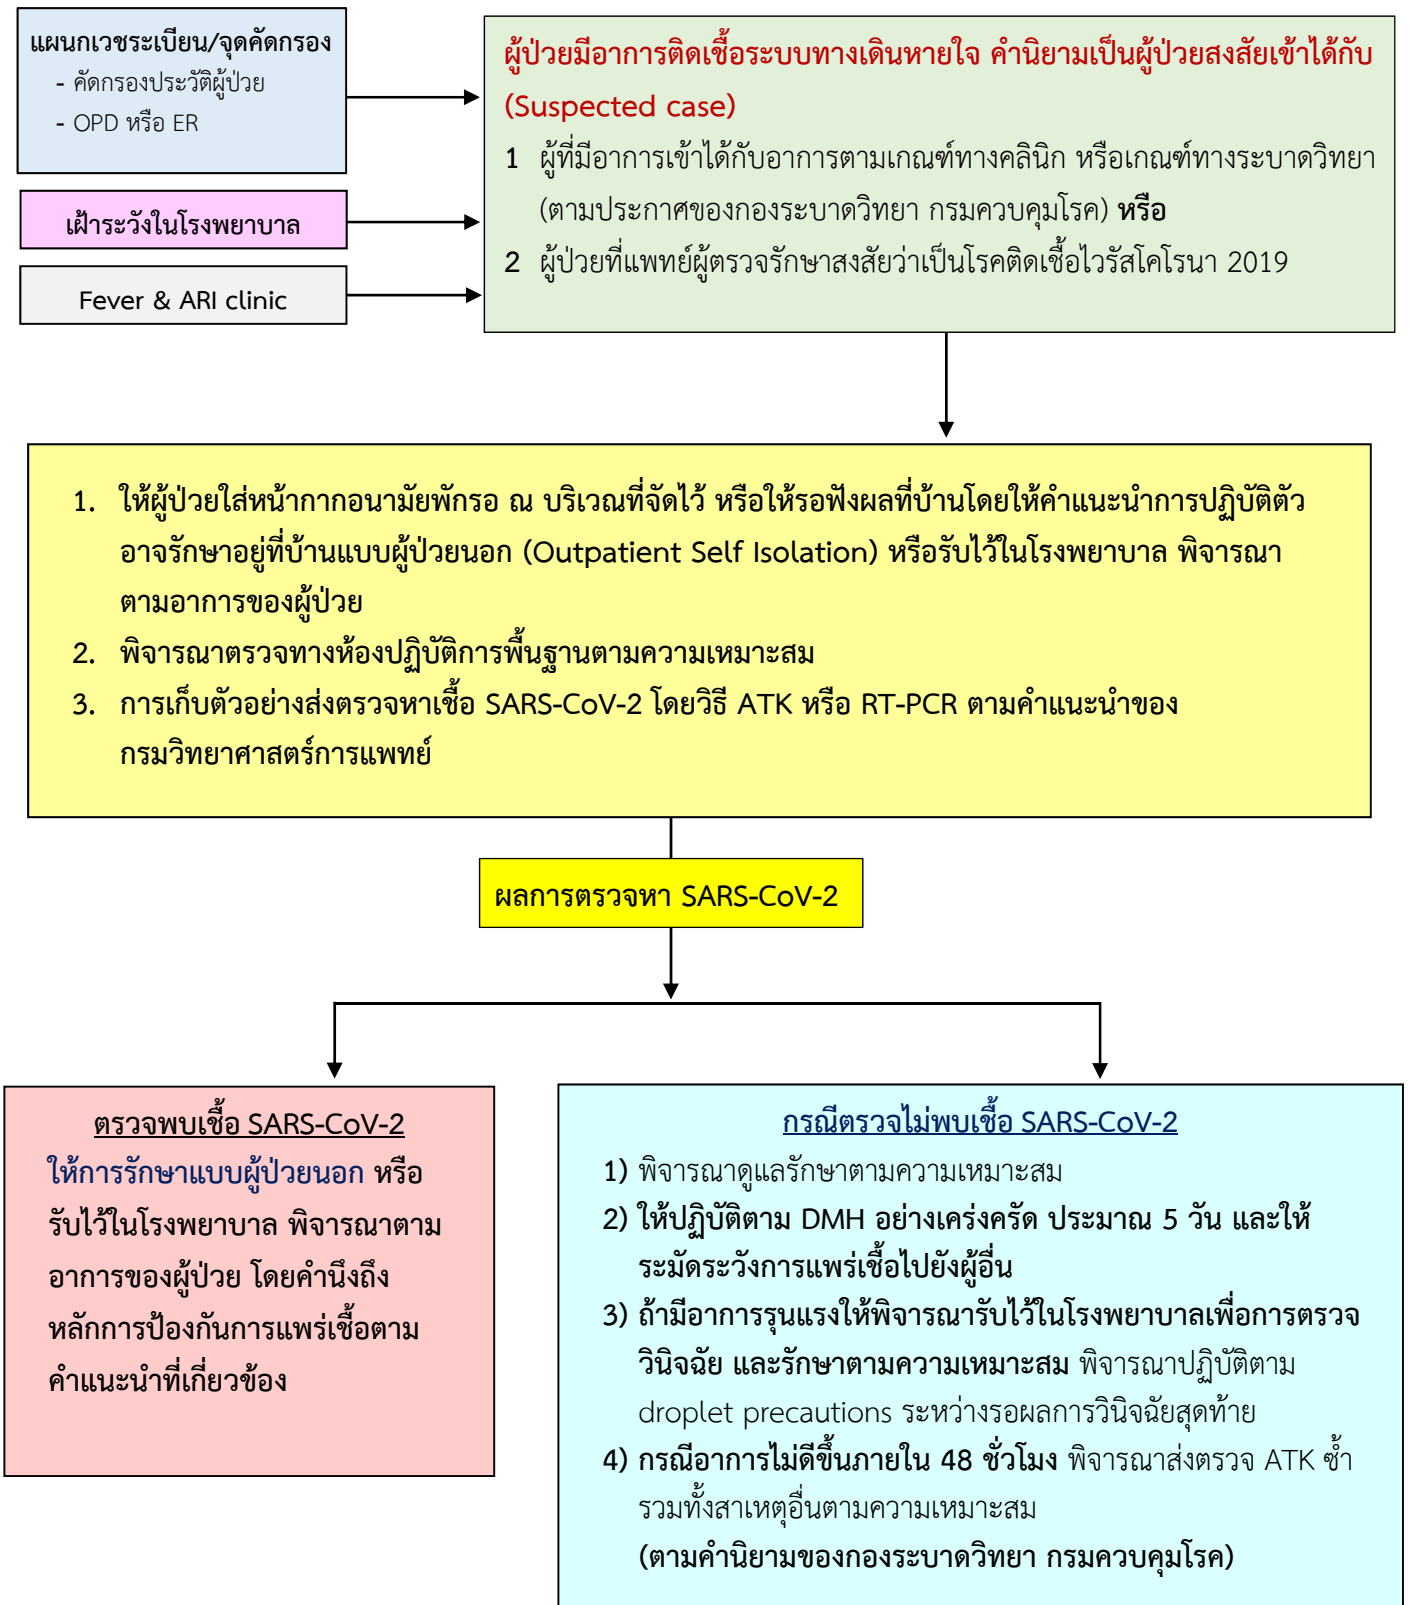 แผนกเวชระเบียน/จุดคัดกรอง
- คัดกรองประวัติผู้ป่วย
- OPD หรือ ER
เฝ้าระวังในโรงพยาบาล
Fever & ARI clinic
ผู้ป่วยมีอาการติดเชื้อระบบทางเดินหายใจ คำนิยามเป็นผู้ป่วยสงสัยเข้าได้กับ
(Suspected case)
1 ผู้ที่มีอาการเข้าได้กับอาการตามเกณฑ์ทางคลินิก หรือเกณฑ์ทางระบาดวิทยา
(ตามประกาศของกองระบาดวิทยา กรมควบคุมโรค) หรือ
2 ผู้ป่วยที่แพทย์ผู้ตรวจรักษาสงสัยว่าเป็นโรคติดเชื้อไวรัสโคโรนา 2019
1. ให้ผู้ป่วยใส่หน้ากากอนามัยพักรอ ณ บริเวณที่จัดไว้ หรือให้รอฟังผลที่บ้านโดยให้คำแนะนำการปฏิบัติตัว
อาจรักษาอยู่ที่บ้านแบบผู้ป่วยนอก (Outpatient Self Isolation) หรือรับไว้ในโรงพยาบาล พิจารณา
ตามอาการของผู้ป่วย
2. พิจารณาตรวจทางห้องปฏิบัติการพื้นฐานตามความเหมาะสม
3. การเก็บตัวอย่างส่งตรวจหาเชื้อ SARS-CoV-2 โดยวิธี ATK หรือ RT-PCR ตามคำแนะนำของ
กรมวิทยาศาสตร์การแพทย์
ผลการตรวจหา SARS-CoV-2
ตรวจพบเชื้อ SARS-CoV-2
ให้การรักษาแบบผู้ป่วยนอก หรือ
รับไว้ในโรงพยาบาล พิจารณาตาม
อาการของผู้ป่วย โดยคำนึงถึง
หลักการป้องกันการแพร่เชื้อตาม
คำแนะนำที่เกี่ยวข้อง
กรณีตรวจไม่พบเชื้อ SARS-CoV-2
1) พิจารณาดูแลรักษาตามความเหมาะสม
2) ให้ปฏิบัติตาม DMH อย่างเคร่งครัด ประมาณ 5 วัน และให้
ระมัดระวังการแพร่เชื้อไปยังผู้อื่น
3) ถ้ามีอาการรุนแรงให้พิจารณารับไว้ในโรงพยาบาลเพื่อการตรวจ
วินิจฉัย และรักษาตามความเหมาะสม พิจารณาปฏิบัติตาม
droplet precautions ระหว่างรอผลการวินิจฉัยสุดท้าย
4) กรณีอาการไม่ดีขึ้นภายใน 48 ชั่วโมง พิจารณาส่งตรวจ ATK ซ้ำ
รวมทั้งสาเหตุอื่นตามความเหมาะสม
(ตามคำนิยามของกองระบาดวิทยา กรมควบคุมโรค)